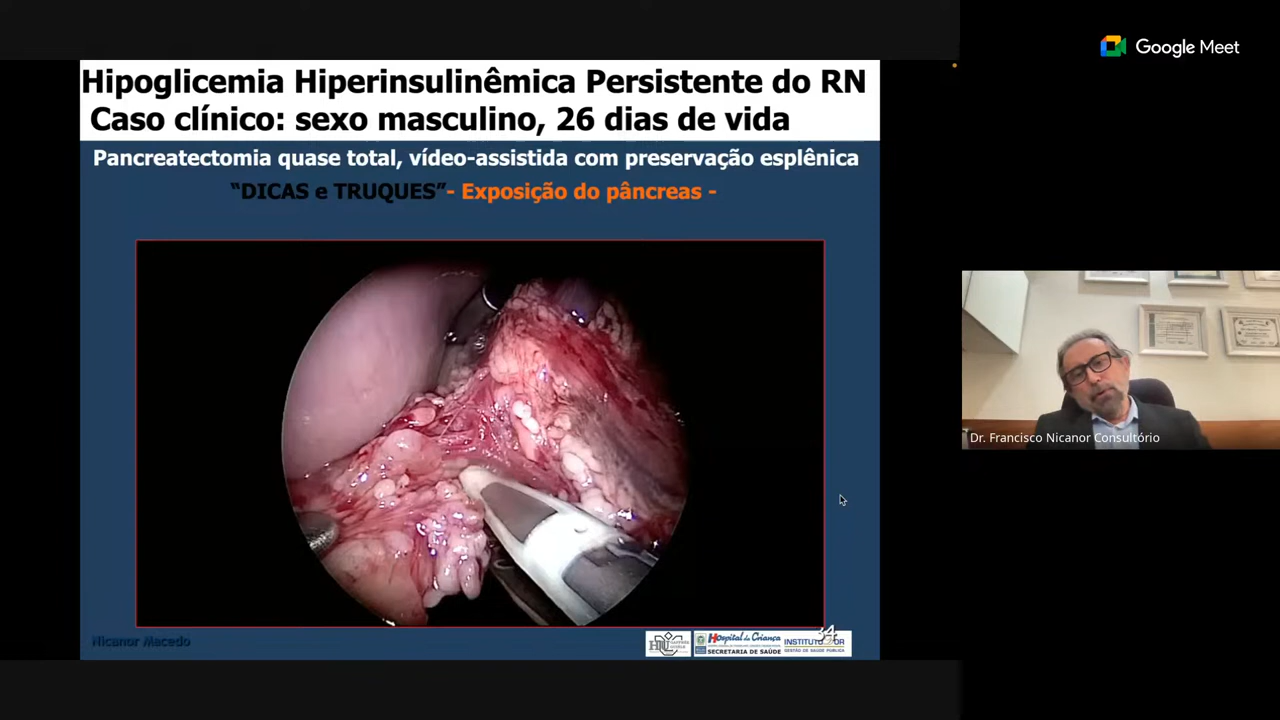 Hipoglicemia Hiperinsulinêmica Persistente do RN
Caso clínico: sexo masculino, 26 dias de vida
Pancreatectomia quase total, vídeo-assistida com preservação esplênica
“DICAS e TRUQUES”- Exposição do pâncreas -
Google Meet
Dr. Francisco Nicanor Consultório
Nicanor Macedo
34
Hospital da Criança
SECRETARIA DE SAÚDE
INSTITUTO D'OR
GESTÃO DE SAÚDE PÚBLICA